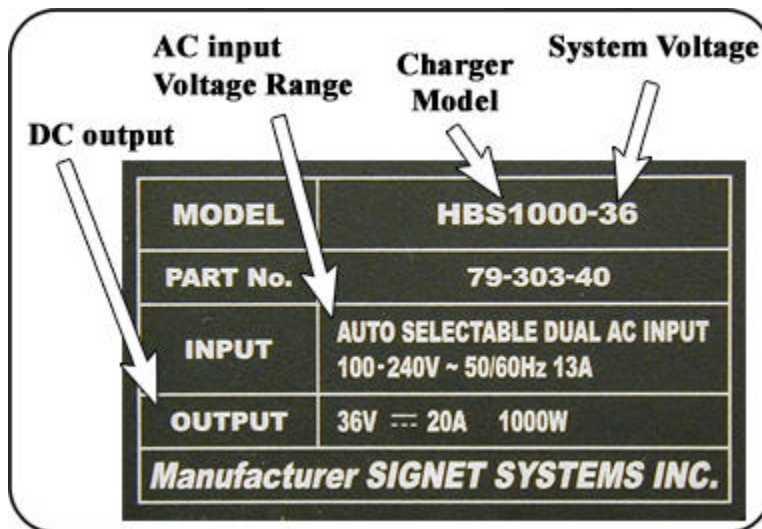 AC input
Voltage Range
Charger
Model
System Voltage
DC output
MODEL HBS1000-36
PART No. 79-303-40
INPUT AUTO SELECTABLE DUAL AC INPUT
100-240V ~ 50/60Hz 13A
OUTPUT 36V ⎓ 20A 1000W
Manufacturer SIGNET SYSTEMS INC.